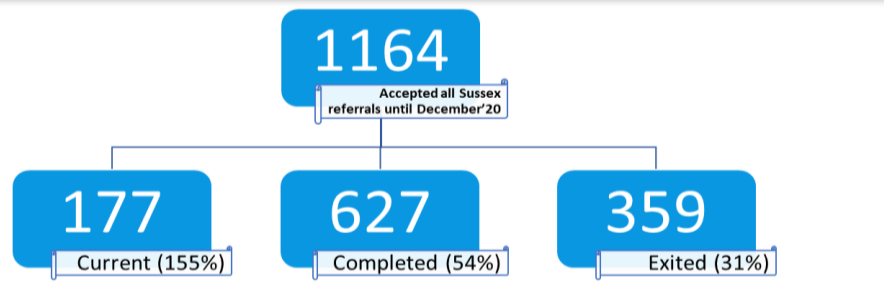 1164
Accepted all Sussex
referrals until December'20
177
Current (155%)
627
Completed (54%)
359
Exited (31%)